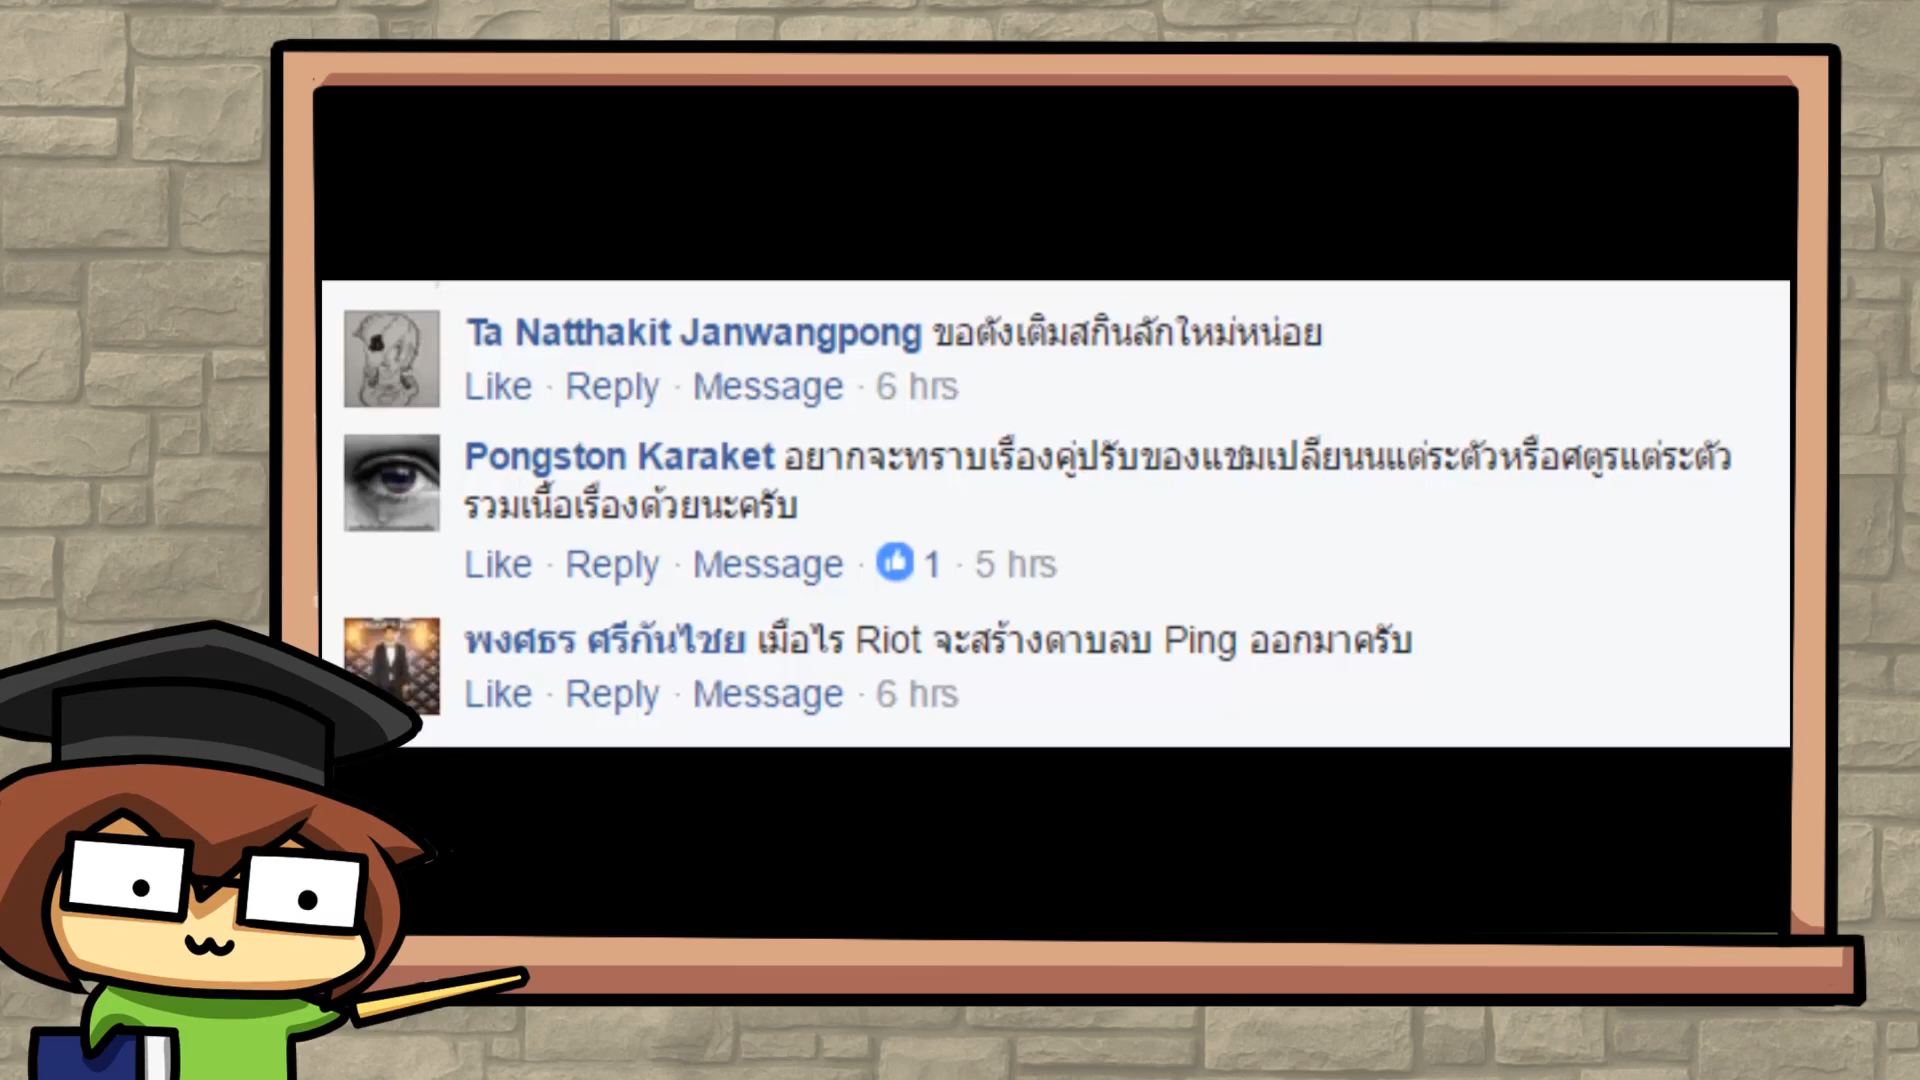 Ta Natthakit Janwangpong ขอตังเติมสกินลักใหม่หน่อย
Like · Reply · Message · 6 hrs
Pongston Karaket อยากจะทราบเรื่องคู่ปรับของแชมเปลี้ยนนแต่ระตัวหรือศตูรแต่ระตัว
รวมเนื้อเรื่องด้วยนะครับ
Like · Reply · Message · 1 · 5 hrs
พงศธร ศรีกันไชย เมื่อไร Riot จะสร้างดาบลบ Ping ออกมาครับ
Like · Reply · Message · 6 hrs